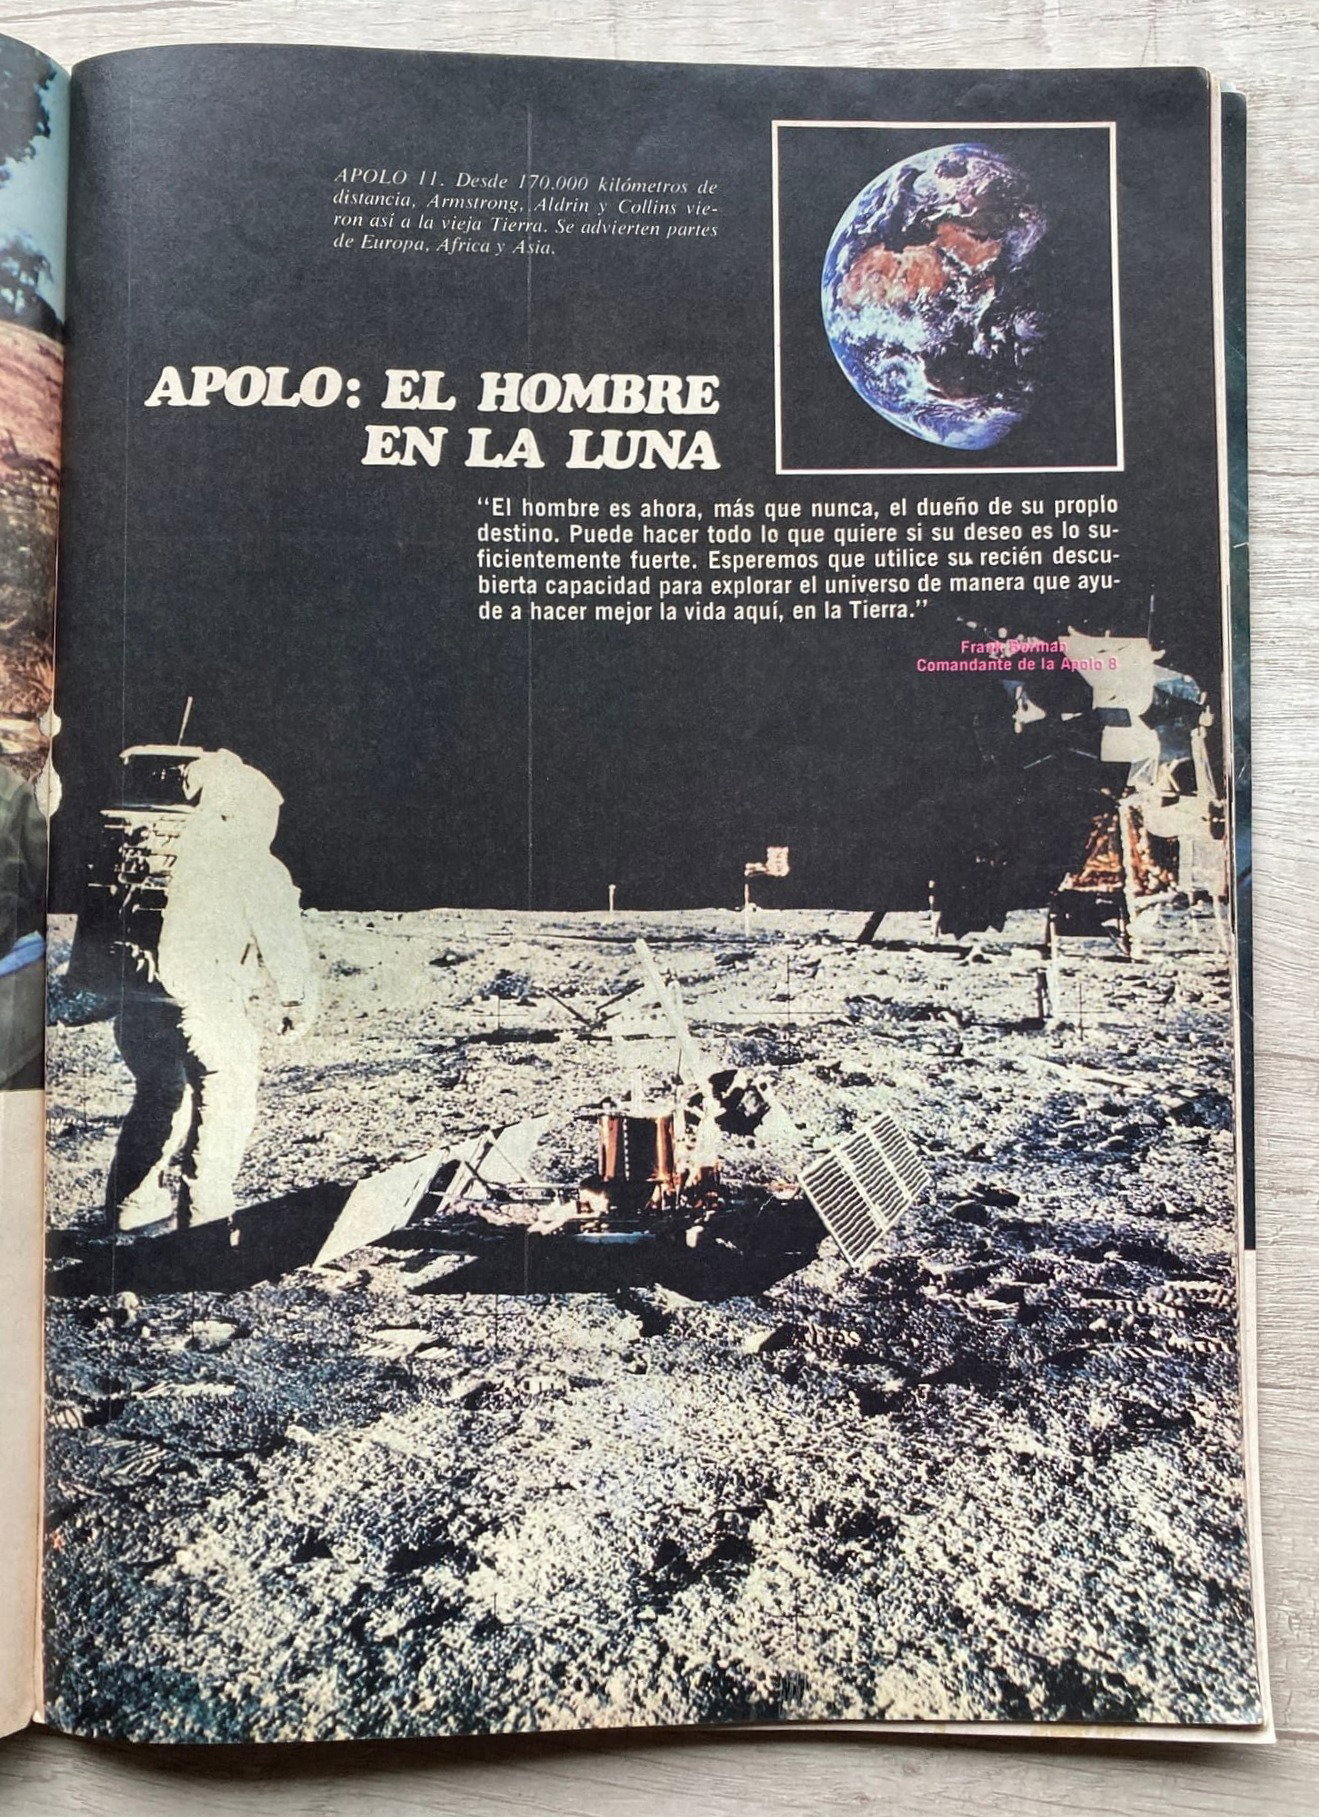 APOLO 11. Desde 170.000 kilómetros de
distancia, Armstrong, Aldrin y Collins vie-
ron así a la vieja Tierra. Se advierten partes
de Europa, Africa y Asia.
APOLO: EL HOMBRE
EN LA LUNA
“El hombre es ahora, más que nunca, el dueño de su propio
destino. Puede hacer todo lo que quiere si su deseo es lo su-
ficientemente fuerte. Esperemos que utilice su recién descu-
bierta capacidad para explorar el universo de manera que ayu-
de a hacer mejor la vida aquí, en la Tierra.”
Frank Borman
Comandante de la Apolo 8